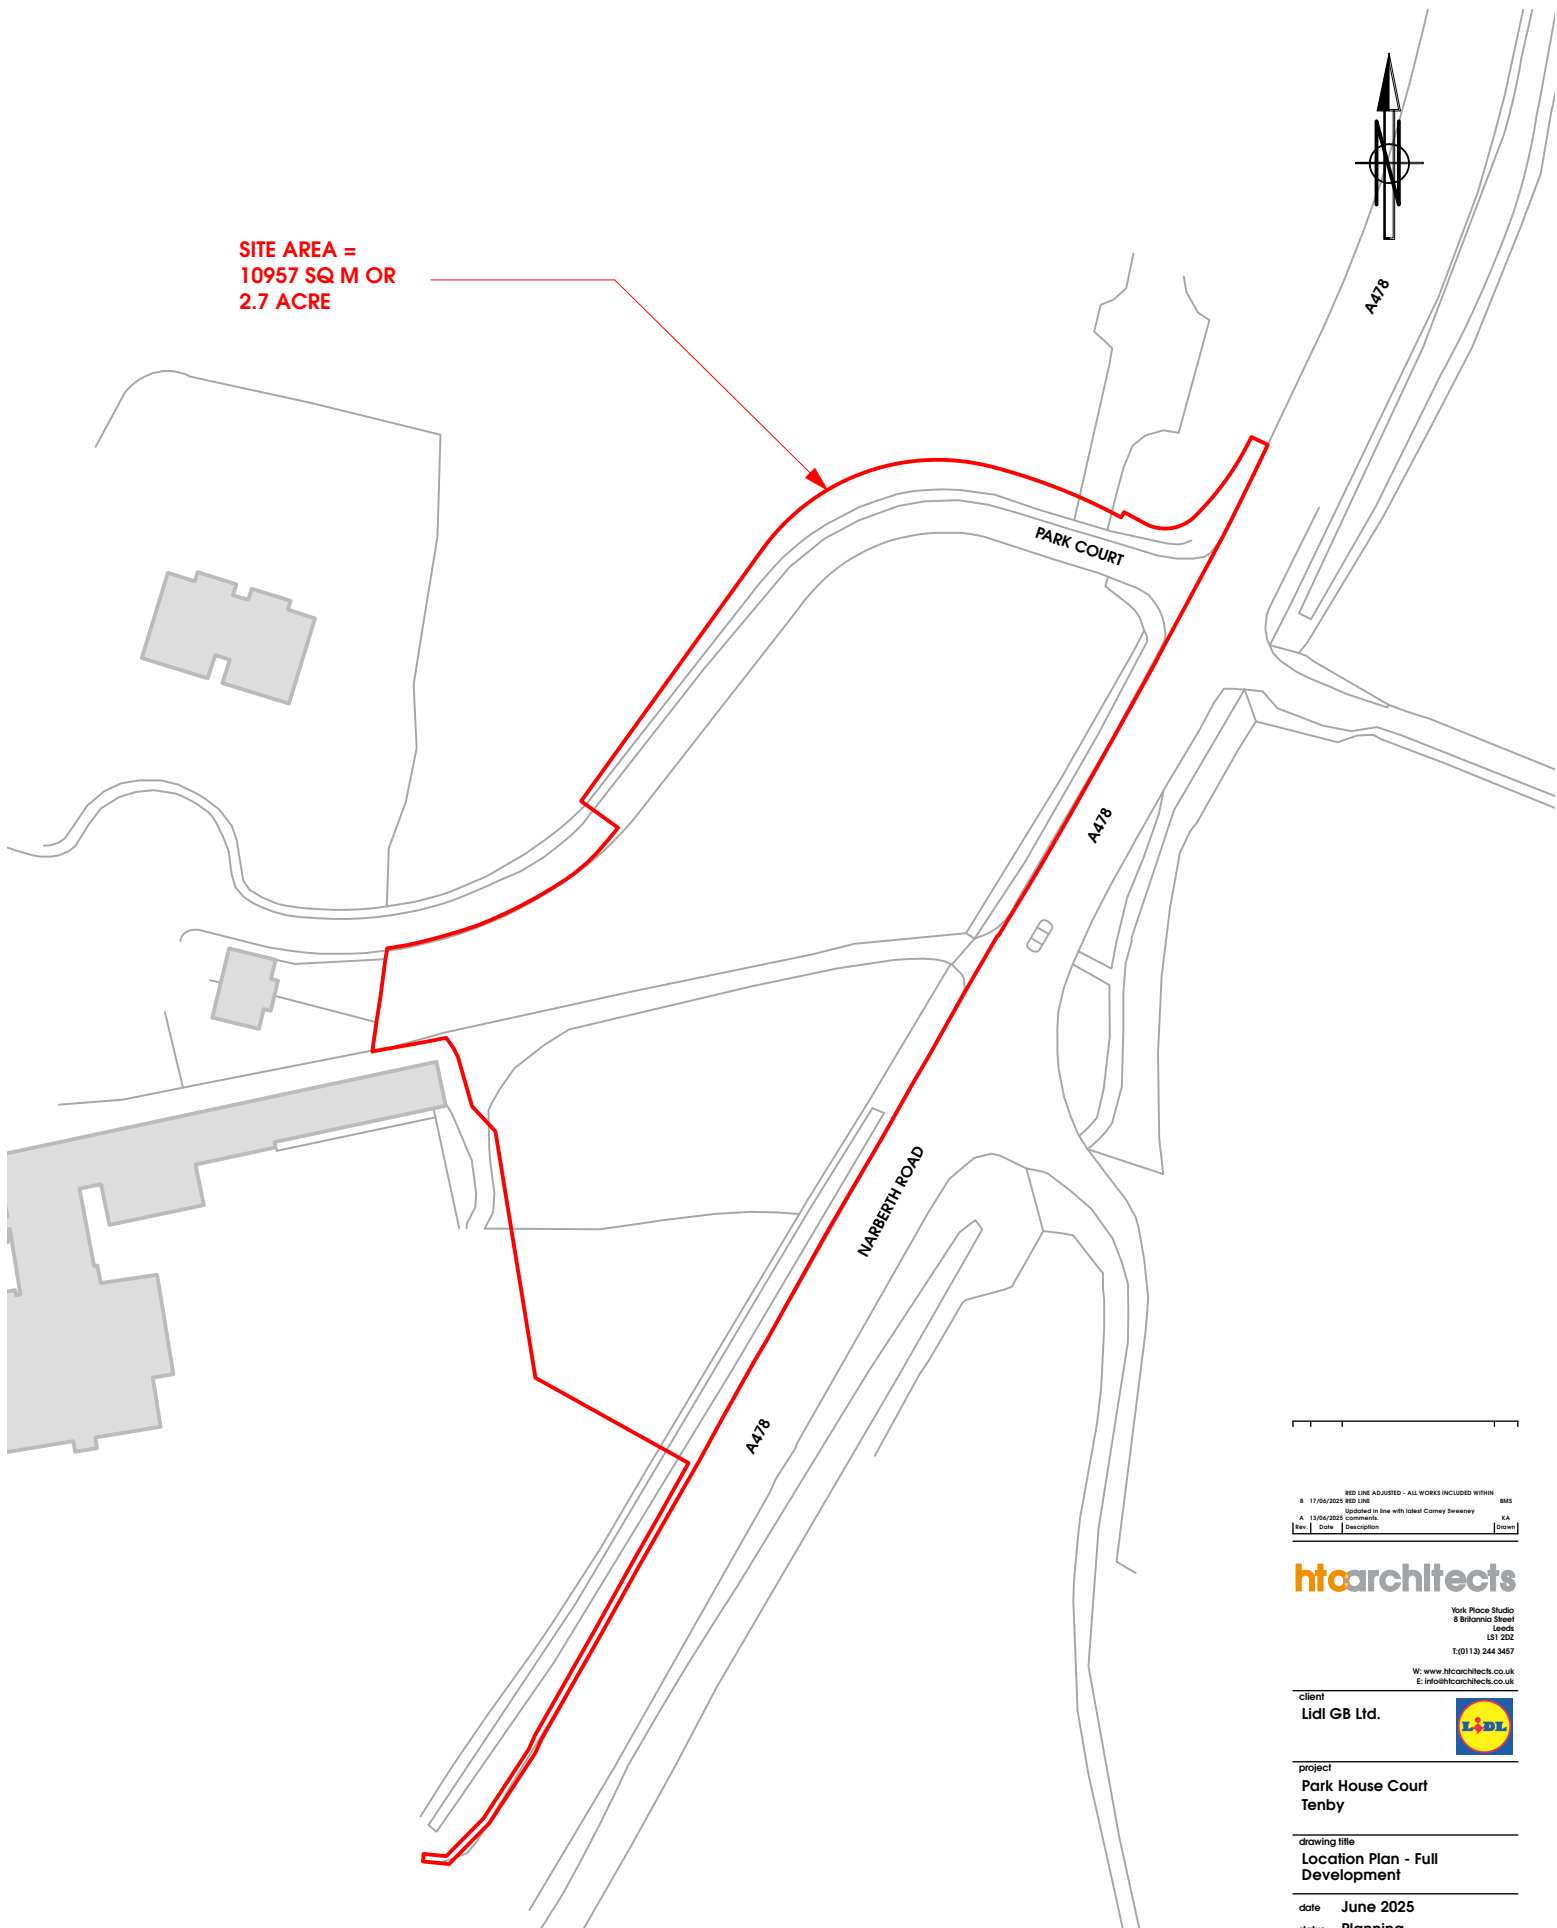 SITE AREA =
10957 SQ M OR
2.7 ACRE
N
A478
PARK COURT
A478
NARBERTH ROAD
A478
RED LINE ADJUSTED - ALL WORKS INCLUDED WITHIN
B 17/06/2025 RED LINE BMS
Updated in line with latest Carney Sweeney
A 13/06/2025 comments. KA
Rev. Date Description Drawn
htcarchitects
York Place Studio
8 Britannia Street
Leeds
LS1 2DZ
T:(0113) 244 3457
W: www.htcarchitects.co.uk
E: info@htcarchitects.co.uk
client
Lidl GB Ltd.
LiDL
project
Park House Court
Tenby
drawing title
Location Plan - Full
Development
date June 2025
status Planning